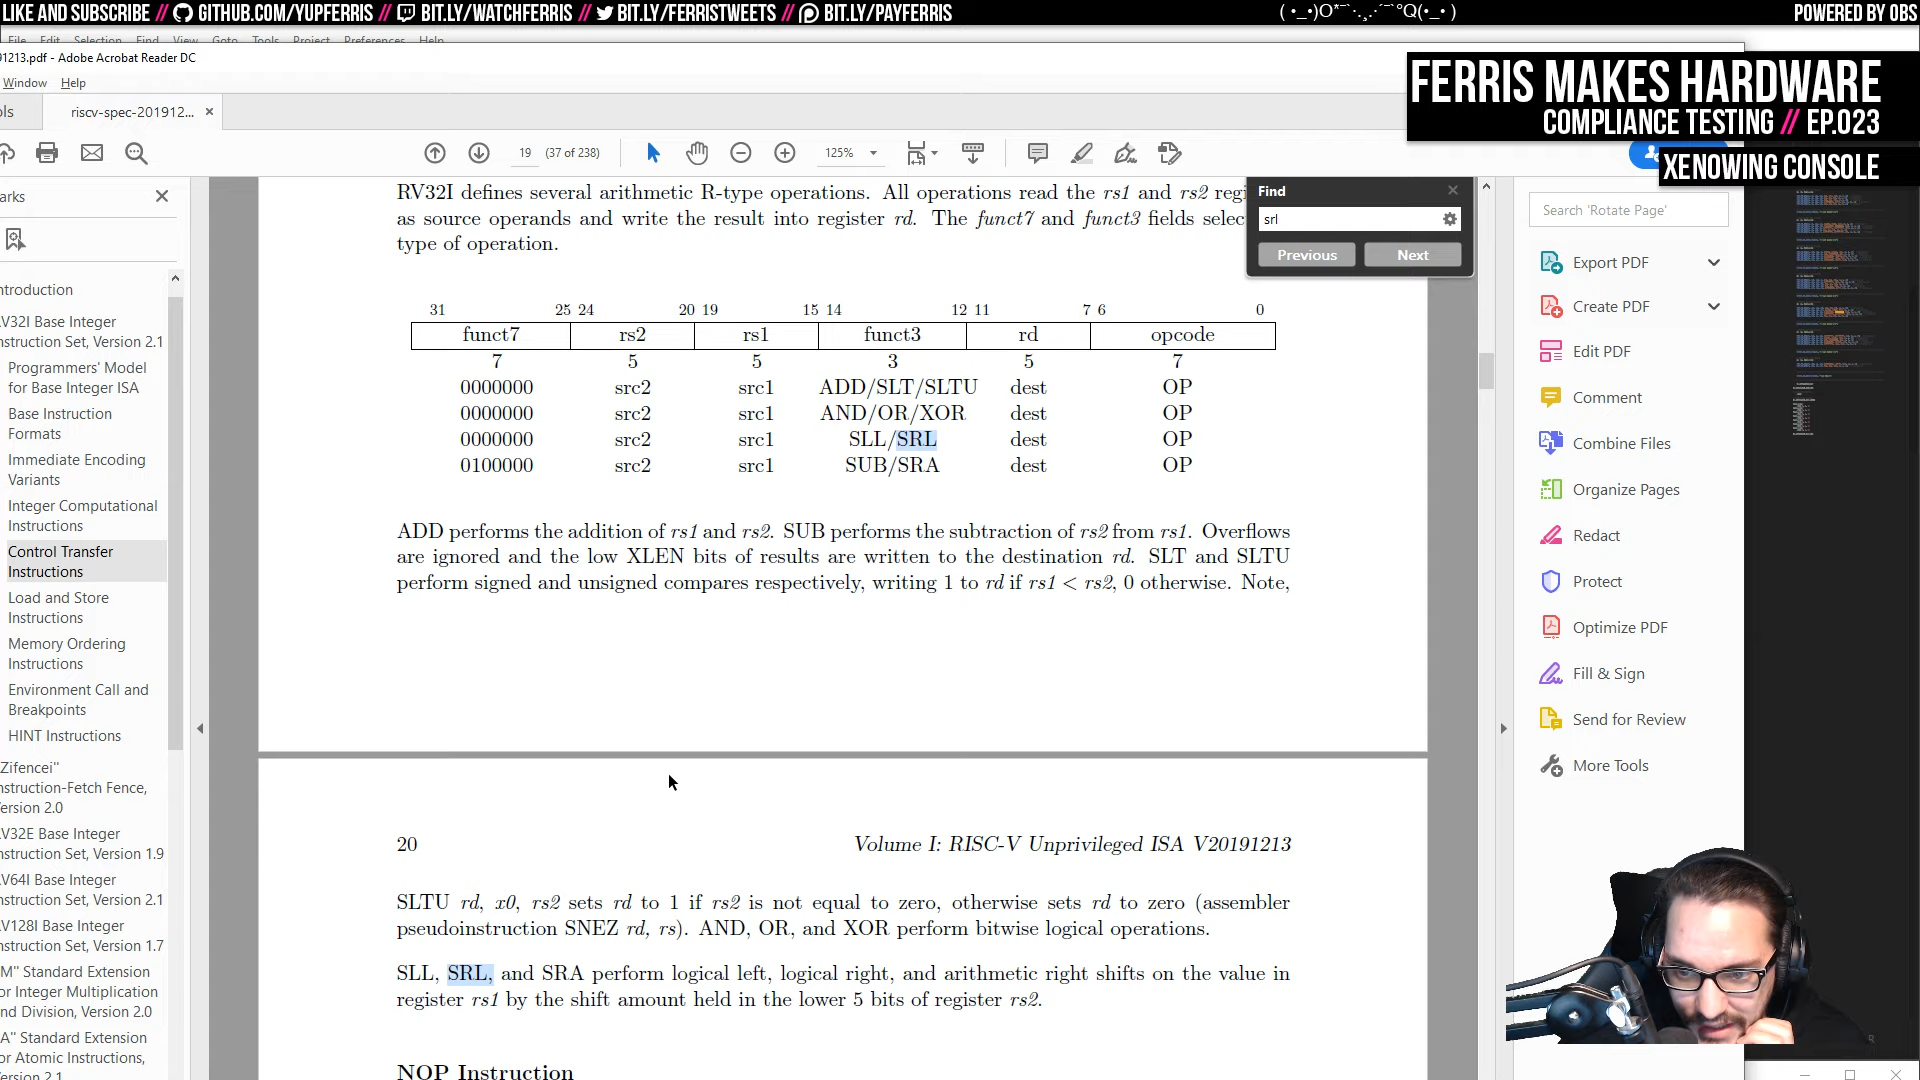 LIKE AND SUBSCRIBE // GITHUB.COM/YUPFERRIS // BIT.LY/WATCHFERRIS // BIT.LY/FERRISTWEETS // BIT.LY/PAYFERRIS
POWERED BY OBS
File Edit Selection Find View Goto Tools Project Preferences Help
FERRIS MAKES HARDWARE
COMPLIANCE TESTING // EP.023
XENOWING CONSOLE
91213.pdf - Adobe Acrobat Reader DC
Window Help
ols
riscv-spec-201912... ×
19 (37 of 238)
125%
arks
ntroduction
V32I Base Integer
nstruction Set, Version 2.1
Programmers' Model
for Base Integer ISA
Base Instruction
Formats
Immediate Encoding
Variants
Integer Computational
Instructions
Control Transfer
Instructions
Load and Store
Instructions
Memory Ordering
Instructions
Environment Call and
Breakpoints
HINT Instructions
Zifencei"
nstruction-Fetch Fence,
ersion 2.0
V32E Base Integer
nstruction Set, Version 1.9
V64I Base Integer
nstruction Set, Version 2.1
V128I Base Integer
nstruction Set, Version 1.7
M" Standard Extension
or Integer Multiplication
nd Division, Version 2.0
A" Standard Extension
or Atomic Instructions,
ersion 2.1
RV32I defines several arithmetic R-type operations. All operations read the rs1 and rs2 regi
as source operands and write the result into register rd. The funct7 and funct3 fields selec
type of operation.
31 25 24 20 19 15 14 12 11 7 6 0
funct7 rs2 rs1 funct3 rd opcode
7 5 5 3 5 7
0000000 src2 src1 ADD/SLT/SLTU dest OP
0000000 src2 src1 AND/OR/XOR dest OP
0000000 src2 src1 SLL/SRL dest OP
0100000 src2 src1 SUB/SRA dest OP
ADD performs the addition of rs1 and rs2. SUB performs the subtraction of rs2 from rs1. Overflows
are ignored and the low XLEN bits of results are written to the destination rd. SLT and SLTU
perform signed and unsigned compares respectively, writing 1 to rd if rs1 < rs2, 0 otherwise. Note,
20 Volume I: RISC-V Unprivileged ISA V20191213
SLTU rd, x0, rs2 sets rd to 1 if rs2 is not equal to zero, otherwise sets rd to zero (assembler
pseudoinstruction SNEZ rd, rs). AND, OR, and XOR perform bitwise logical operations.
SLL, SRL, and SRA perform logical left, logical right, and arithmetic right shifts on the value in
register rs1 by the shift amount held in the lower 5 bits of register rs2.
NOP Instruction
Find
srl
Previous Next
Search 'Rotate Page'
Export PDF
Create PDF
Edit PDF
Comment
Combine Files
Organize Pages
Redact
Protect
Optimize PDF
Fill & Sign
Send for Review
More Tools